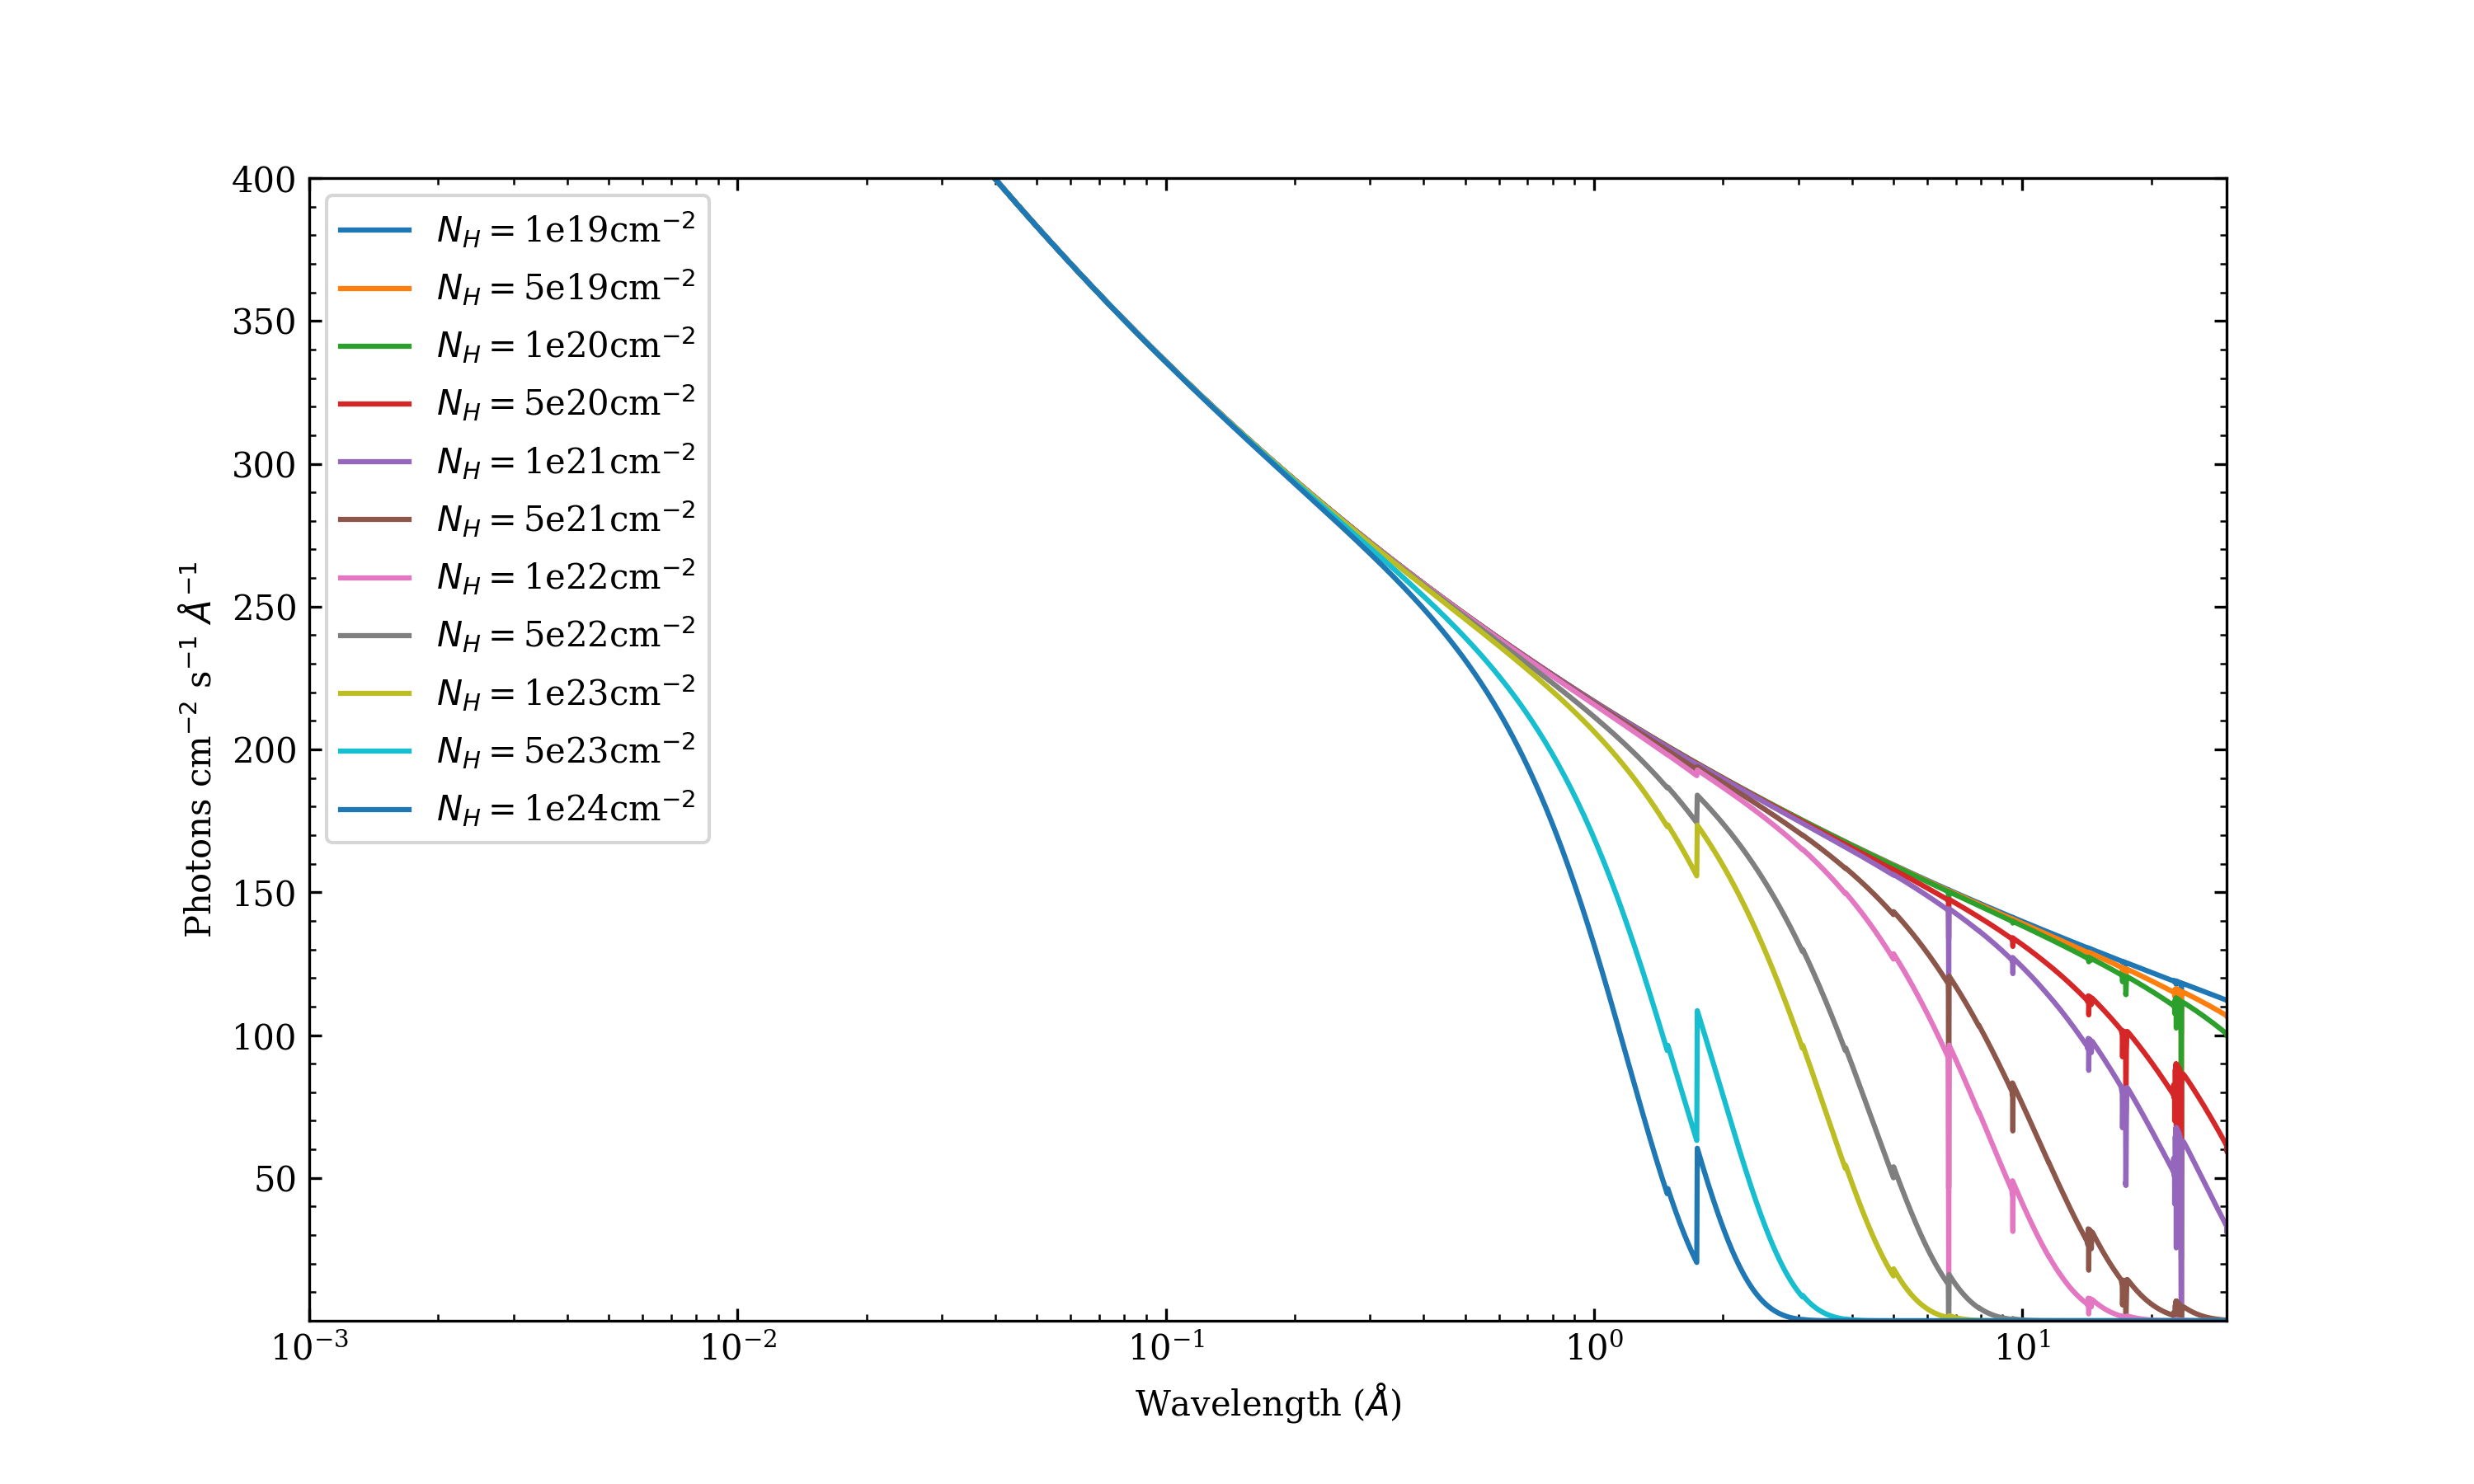 400
350
300
250
200
150
100
50
Photons cm⁻² s⁻¹ Å⁻¹
N_H = 1e19cm⁻²
N_H = 5e19cm⁻²
N_H = 1e20cm⁻²
N_H = 5e20cm⁻²
N_H = 1e21cm⁻²
N_H = 5e21cm⁻²
N_H = 1e22cm⁻²
N_H = 5e22cm⁻²
N_H = 1e23cm⁻²
N_H = 5e23cm⁻²
N_H = 1e24cm⁻²
10⁻³ 10⁻² 10⁻¹ 10⁰ 10¹
Wavelength (Å)